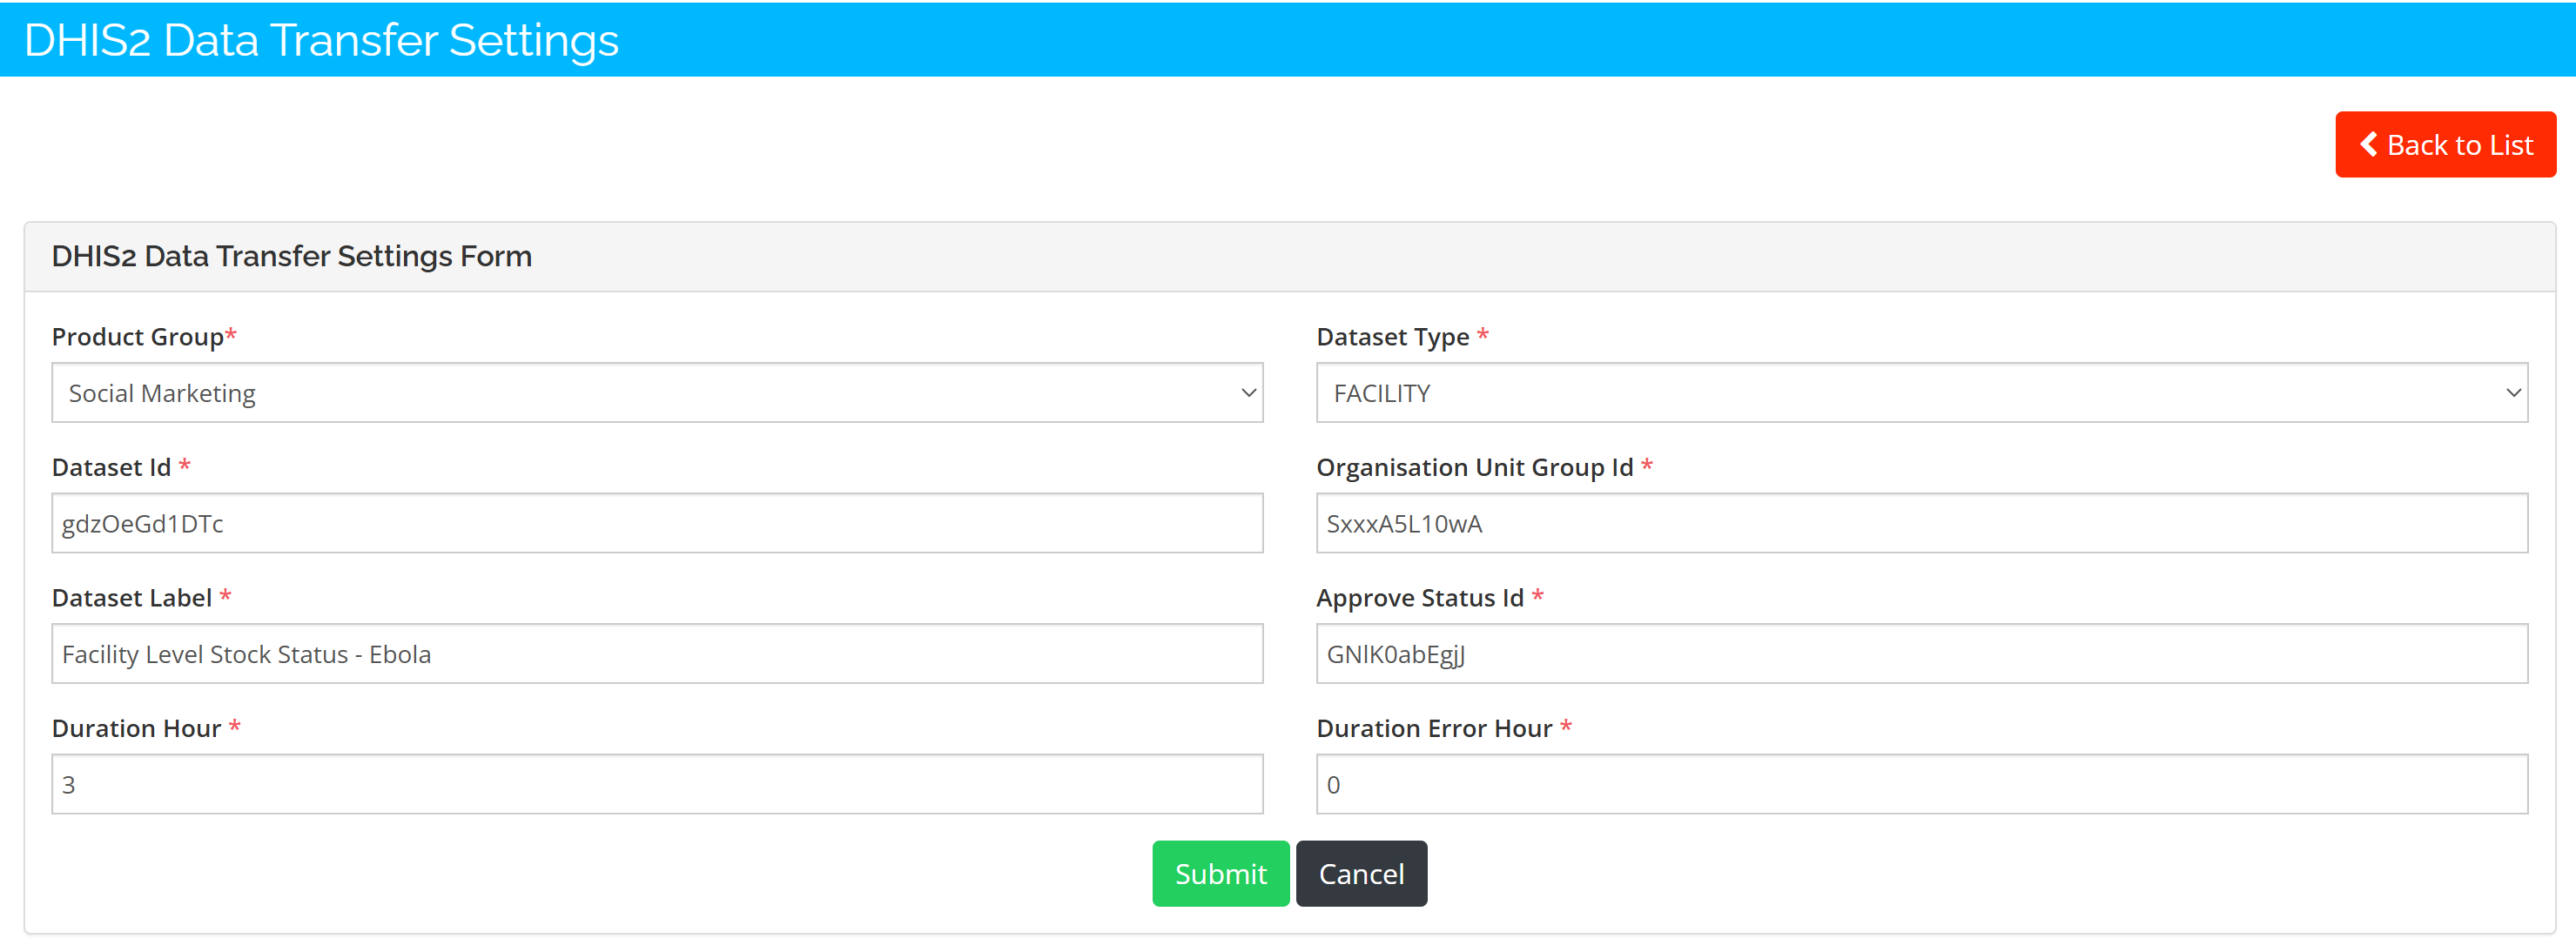 DHIS2 Data Transfer Settings
Back to List
DHIS2 Data Transfer Settings Form
Product Group*
Dataset Type *
Social Marketing
FACILITY
Dataset Id *
Organisation Unit Group Id *
gdzOeGd1DTc
SxxxA5L10wA
Dataset Label *
Approve Status Id *
Facility Level Stock Status - Ebola
GNlK0abEgjJ
Duration Hour *
Duration Error Hour *
3
0
Submit Cancel